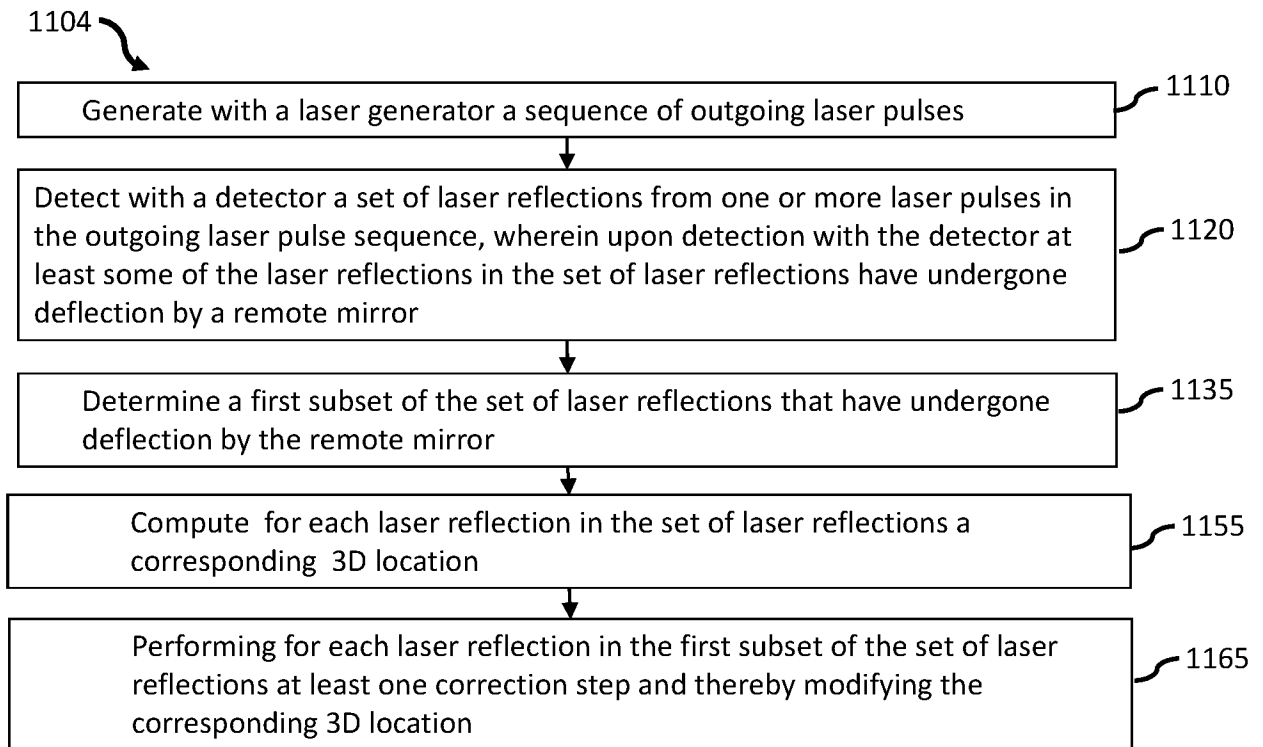 1104
Generate with a laser generator a sequence of outgoing laser pulses
1110
Detect with a detector a set of laser reflections from one or more laser pulses in
the outgoing laser pulse sequence, wherein upon detection with the detector at
least some of the laser reflections in the set of laser reflections have undergone
deflection by a remote mirror
1120
Determine a first subset of the set of laser reflections that have undergone
deflection by the remote mirror
1135
Compute for each laser reflection in the set of laser reflections a
corresponding 3D location
1155
Performing for each laser reflection in the first subset of the set of laser
reflections at least one correction step and thereby modifying the
corresponding 3D location
1165